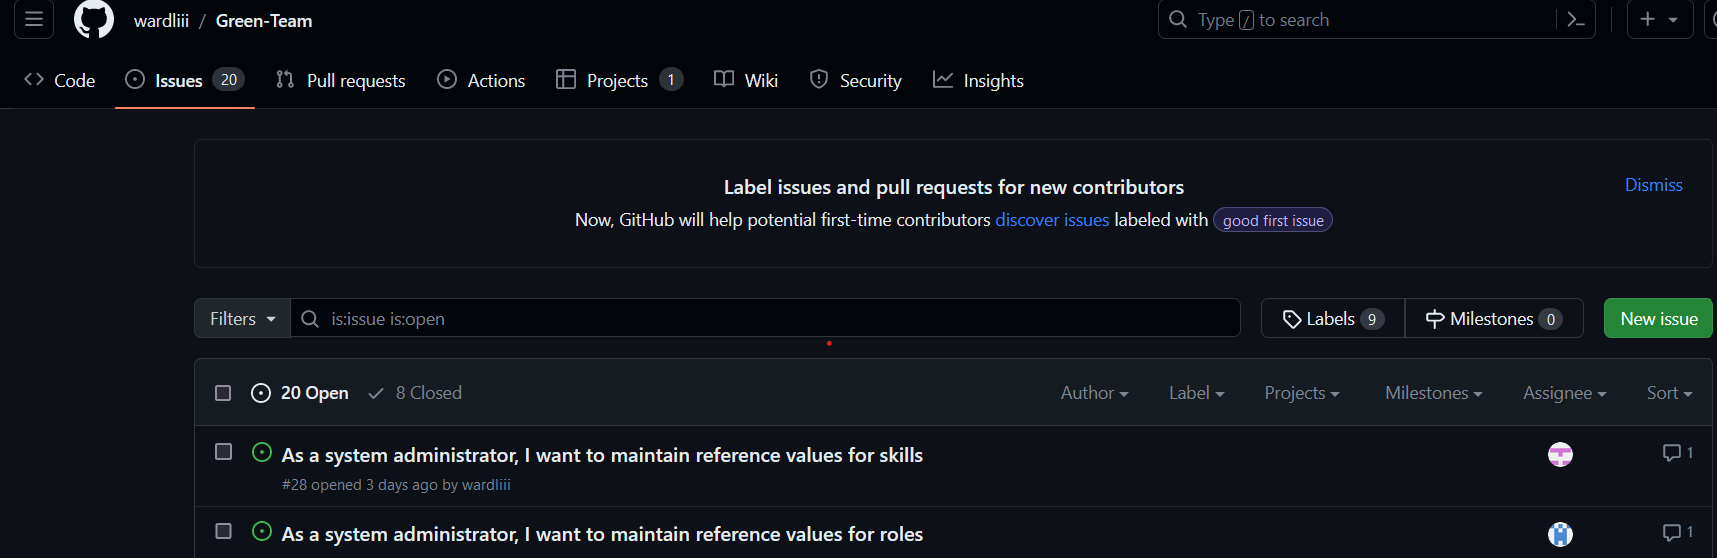 wardliii / Green-Team
Type / to search
Code
Issues 20
Pull requests
Actions
Projects 1
Wiki
Security
Insights
Label issues and pull requests for new contributors
Dismiss
Now, GitHub will help potential first-time contributors discover issues labeled with good first issue
Filters
is:issue is:open
Labels 9
Milestones 0
New issue
20 Open
8 Closed
Author
Label
Projects
Milestones
Assignee
Sort
As a system administrator, I want to maintain reference values for skills
1
#28 opened 3 days ago by wardliii
As a system administrator, I want to maintain reference values for roles
1